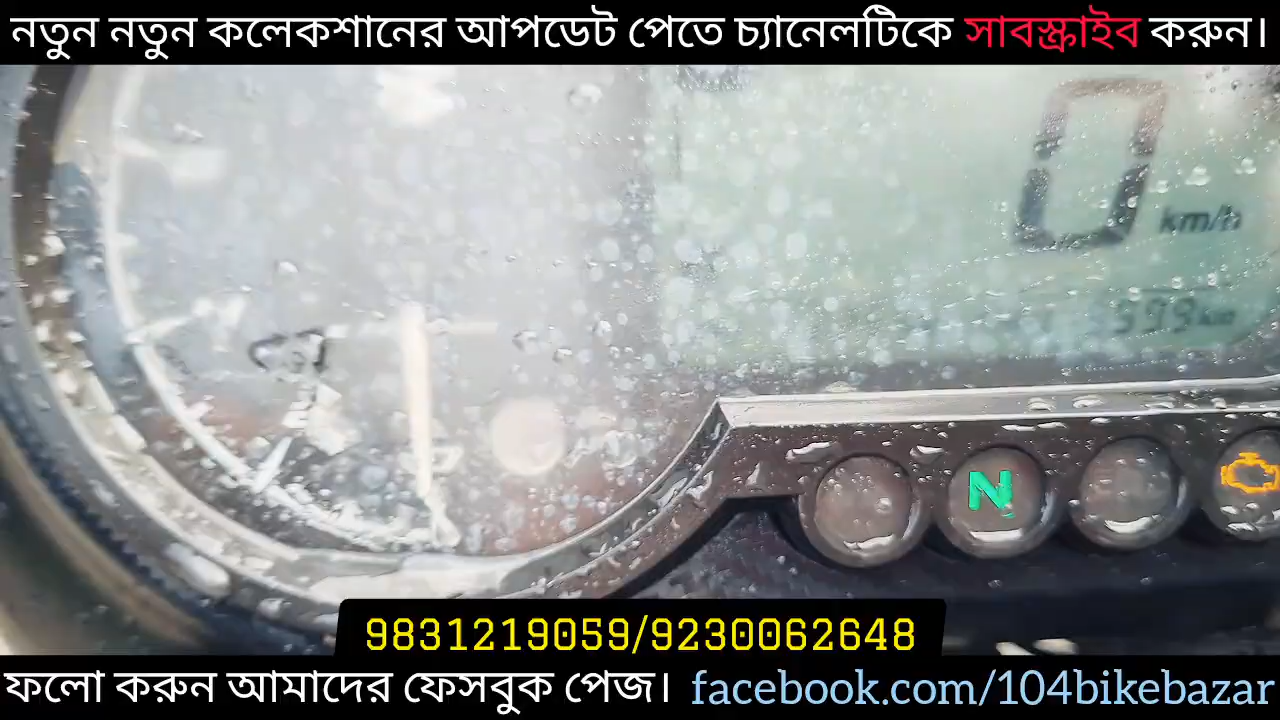 নতুন নতুন কলেকশানের আপডেট পেতে চ্যানেলটিকে সাবস্ক্রাইব করুন।
0
km/h
N
9831219059/9230062648
ফলো করুন আমাদের ফেসবুক পেজ। facebook.com/104bikebazar